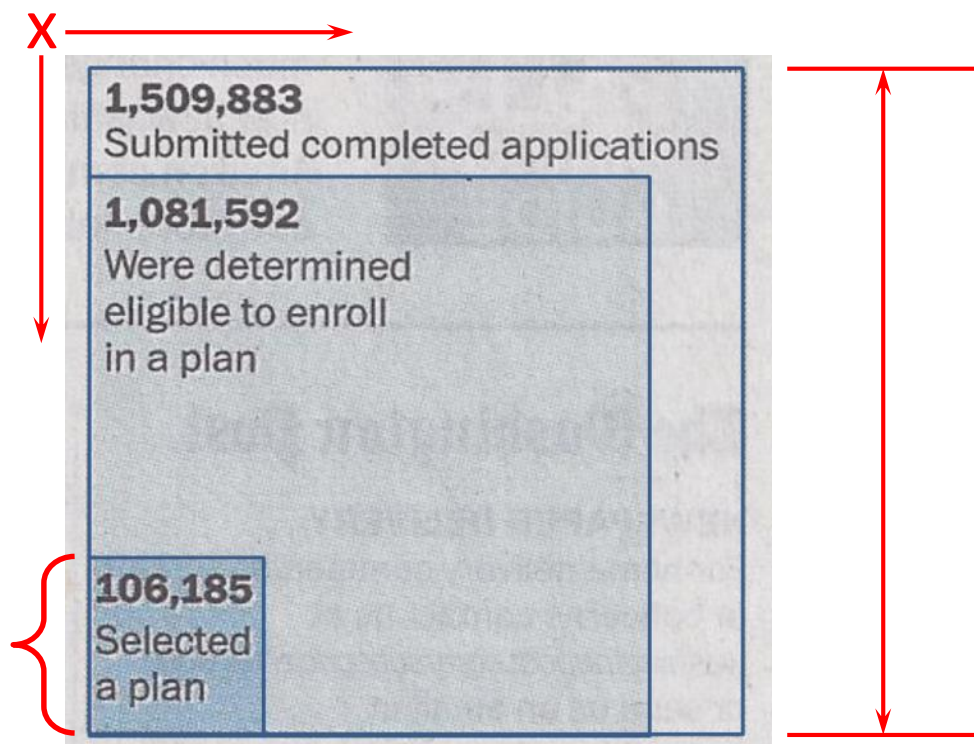 X
1,509,883
Submitted completed applications
1,081,592
Were determined
eligible to enroll
in a plan
106,185
Selected
a plan